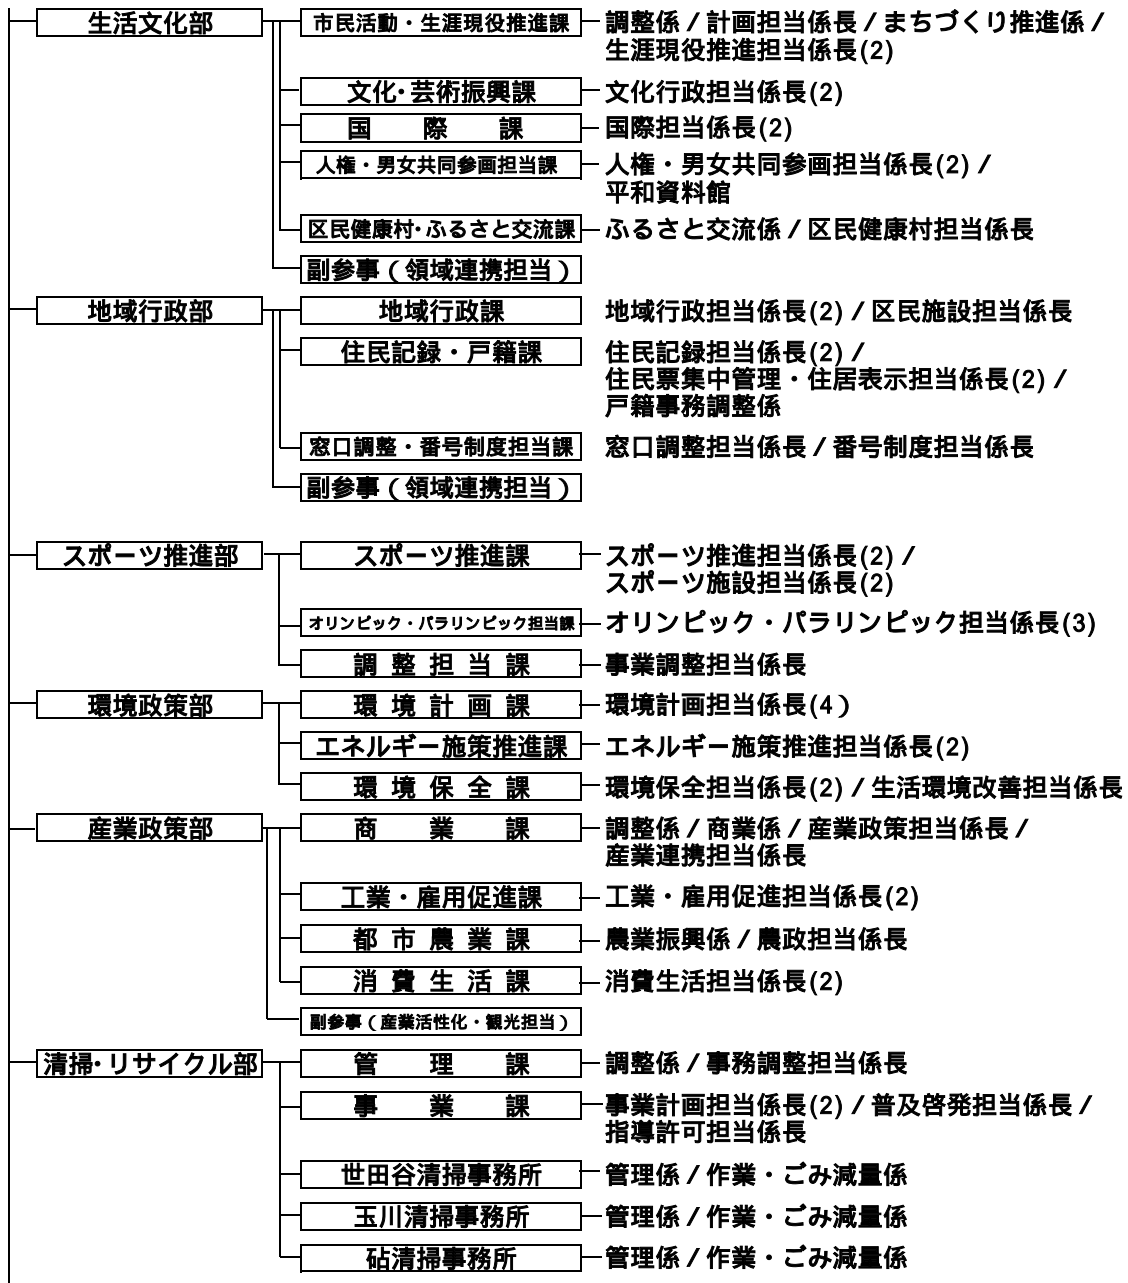 生活文化部 市民活動・生涯現役推進課 調整係/計画担当係長/まちづくり推進係/
生涯現役推進担当係長(2)
文化・芸術振興課 文化行政担当係長(2)
国際課 国際担当係長(2)
人権・男女共同参画担当課 人権・男女共同参画担当係長(2)/
平和資料館
区民健康村・ふるさと交流課 ふるさと交流係/区民健康村担当係長
副参事(領域連携担当)
地域行政部 地域行政課 地域行政担当係長(2)/区民施設担当係長
住民記録・戸籍課 住民記録担当係長(2)/
住民票集中管理・住居表示担当係長(2)/
戸籍事務調整係
窓口調整・番号制度担当課 窓口調整担当係長/番号制度担当係長
副参事(領域連携担当)
スポーツ推進部 スポーツ推進課 スポーツ推進担当係長(2)/
スポーツ施設担当係長(2)
オリンピック・パラリンピック担当課 オリンピック・パラリンピック担当係長(3)
調整担当課 事業調整担当係長
環境政策部 環境計画課 環境計画担当係長(4)
エネルギー施策推進課 エネルギー施策推進担当係長(2)
環境保全課 環境保全担当係長(2)/生活環境改善担当係長
産業政策部 商業課 調整係/商業係/産業政策担当係長/
産業連携担当係長
工業・雇用促進課 工業・雇用促進担当係長(2)
都市農業課 農業振興係/農政担当係長
消費生活課 消費生活担当係長(2)
副参事(産業活性化・観光担当)
清掃・リサイクル部 管理課 調整係/事務調整担当係長
事業課 事業計画担当係長(2)/普及啓発担当係長/
指導許可担当係長
世田谷清掃事務所 管理係/作業・ごみ減量係
玉川清掃事務所 管理係/作業・ごみ減量係
砧清掃事務所 管理係/作業・ごみ減量係